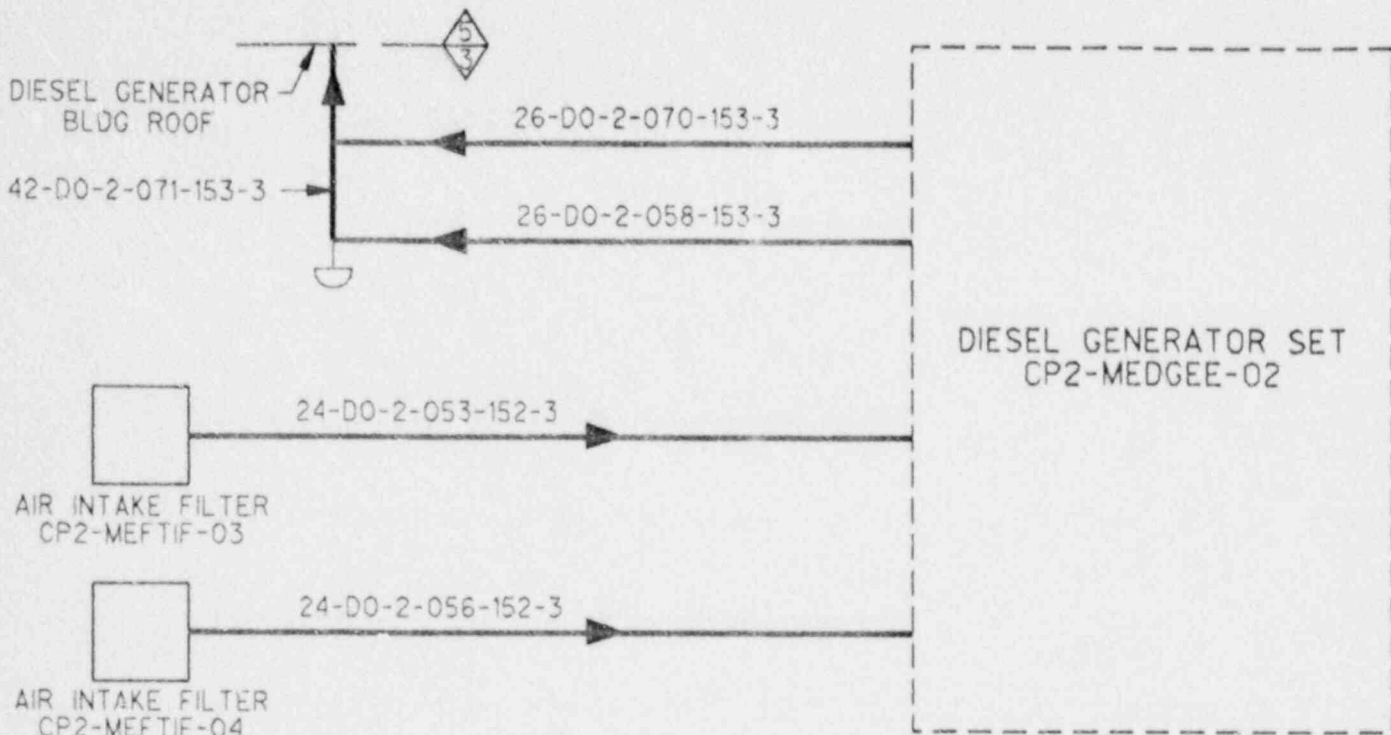 5
3
DIESEL GENERATOR
BLDG ROOF
26-DO-2-070-153-3
42-DO-2-071-153-3
26-DO-2-058-153-3
DIESEL GENERATOR SET
CP2-MEDGEE-02
24-DO-2-053-152-3
AIR INTAKE FILTER
CP2-MEFTIF-03
24-DO-2-056-152-3
AIR INTAKE FILTER
CP2-MEFTIF-04